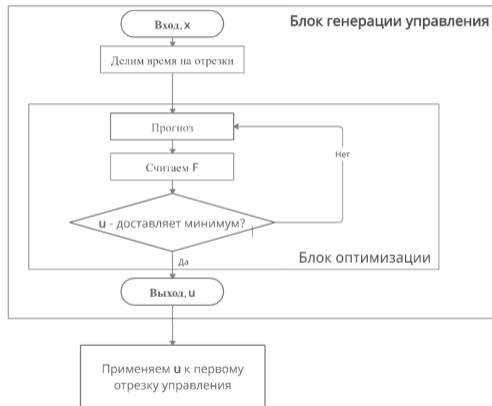 Блок генерации управления
Вход, x
Делим время на отрезки
Прогноз
Нет
Считаем F
u - доставляет минимум?
Да
Блок оптимизации
Выход, u
Применяем u к первому
отрезку управления